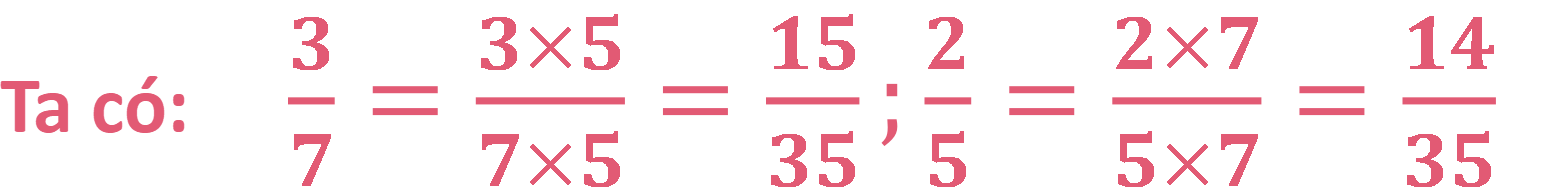 Ta có: 3/7 = 3×5/7×5 = 15/35 ; 2/5 = 2×7/5×7 = 14/35